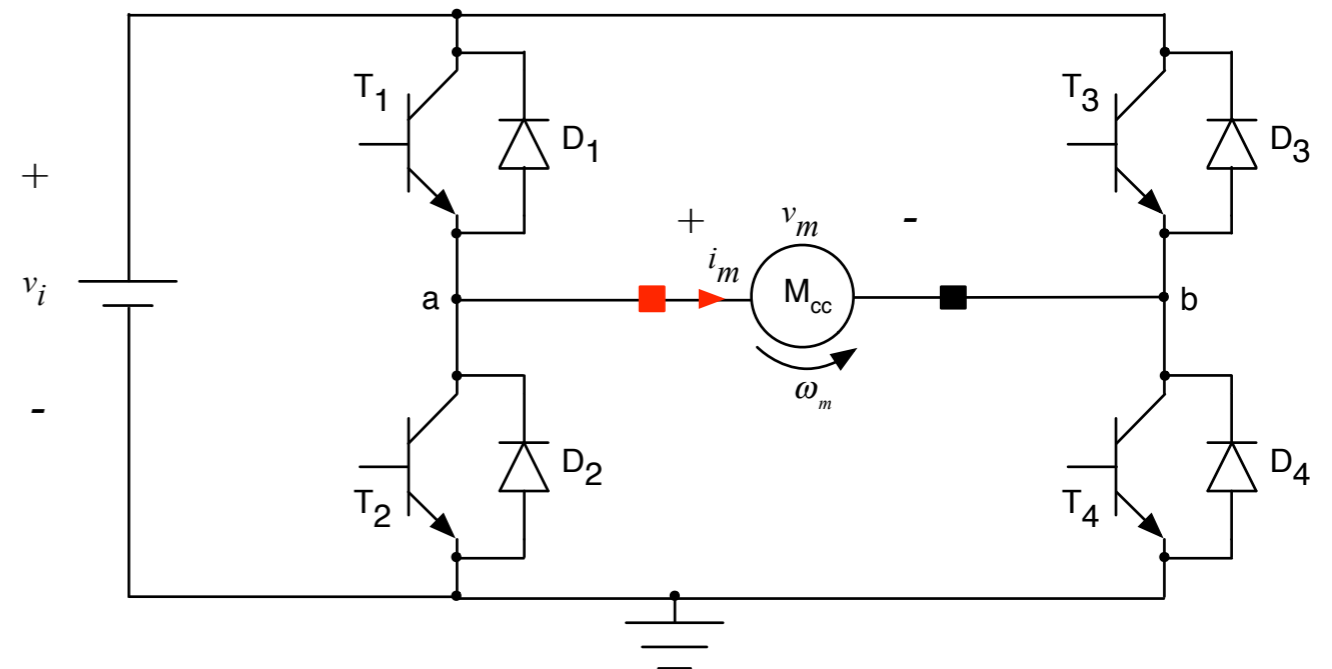 T1
D1
T3
D3
+
+ vm -
im
vi
a
Mcc
b
-
ωm
D2
T2
D4
T4